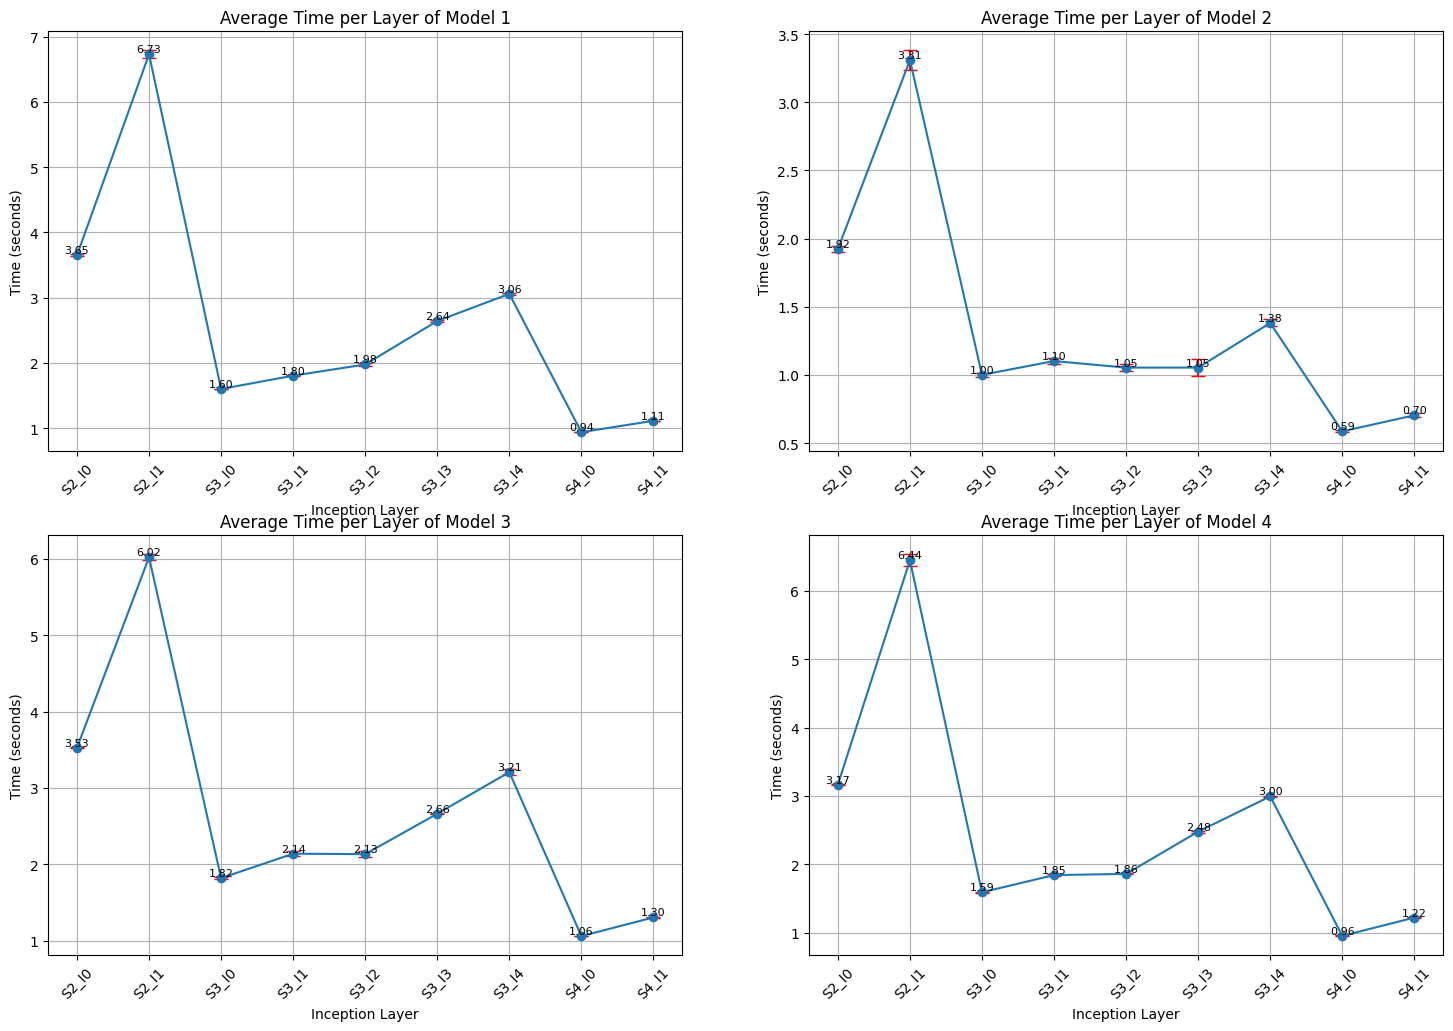 Average Time per Layer of Model 1
Time (seconds)
7
6
5
4
3
2
1
3.65
6.73
1.60
1.80
1.98
2.64
3.06
0.94
1.11
S2_I0
S2_I1
S3_I0
S3_I1
S3_I2
S3_I3
S3_I4
S4_I0
S4_I1
Inception Layer
Average Time per Layer of Model 2
Time (seconds)
3.5
3.0
2.5
2.0
1.5
1.0
0.5
1.92
3.31
1.00
1.10
1.05
1.05
1.38
0.59
0.70
S2_I0
S2_I1
S3_I0
S3_I1
S3_I2
S3_I3
S3_I4
S4_I0
S4_I1
Inception Layer
Average Time per Layer of Model 3
Time (seconds)
6
5
4
3
2
1
3.53
6.02
1.82
2.14
2.13
2.66
3.21
1.06
1.30
S2_I0
S2_I1
S3_I0
S3_I1
S3_I2
S3_I3
S3_I4
S4_I0
S4_I1
Inception Layer
Average Time per Layer of Model 4
Time (seconds)
6
5
4
3
2
1
3.17
6.44
1.59
1.85
1.86
2.48
3.00
0.96
1.22
S2_I0
S2_I1
S3_I0
S3_I1
S3_I2
S3_I3
S3_I4
S4_I0
S4_I1
Inception Layer